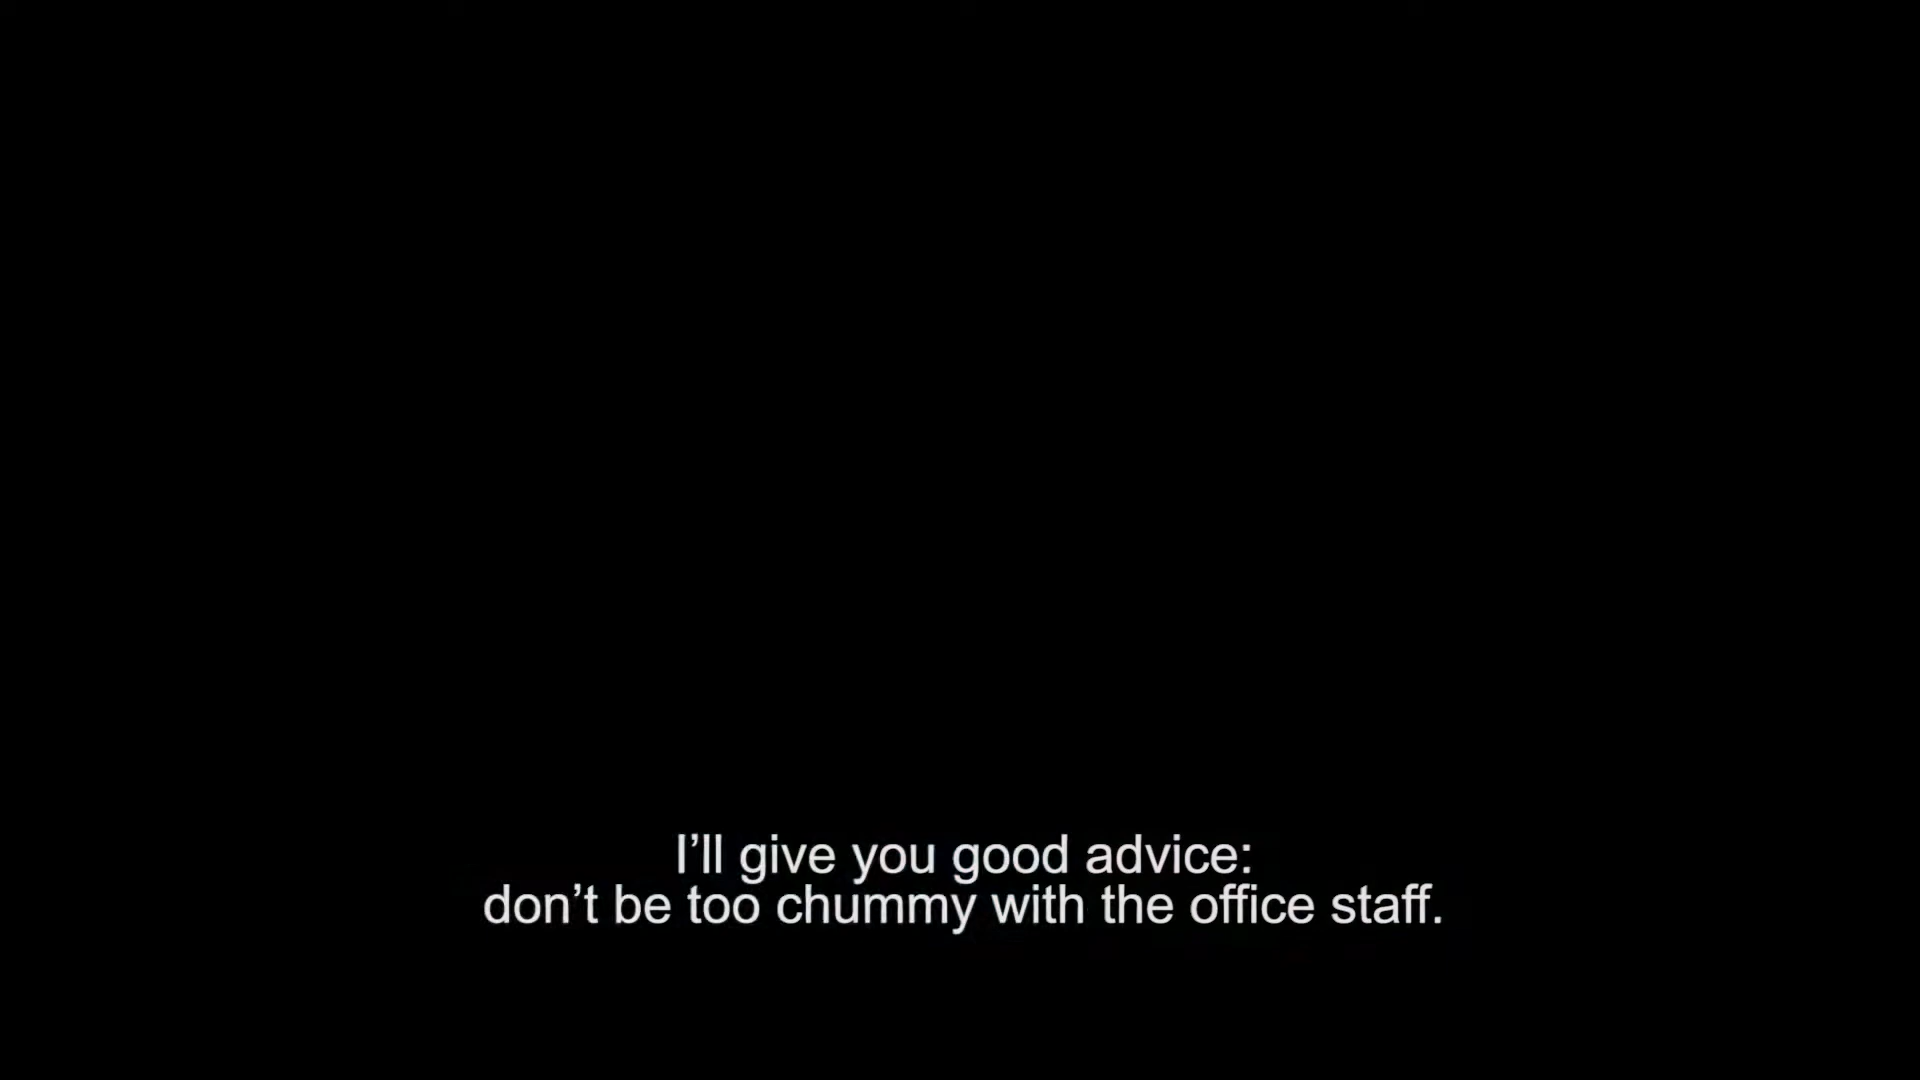 I’ll give you good advice:
don’t be too chummy with the office staff.